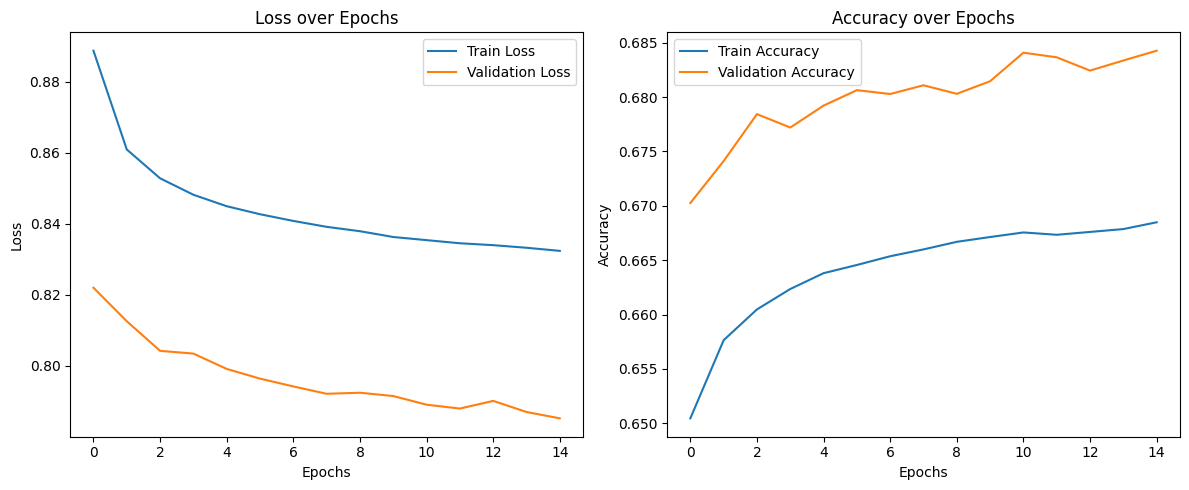 Loss over Epochs
Train Loss
Validation Loss
0.88
0.86
0.84
0.82
0.80
Loss
0 2 4 6 8 10 12 14
Epochs
Accuracy over Epochs
Train Accuracy
Validation Accuracy
0.685
0.680
0.675
0.670
0.665
0.660
0.655
0.650
Accuracy
0 2 4 6 8 10 12 14
Epochs